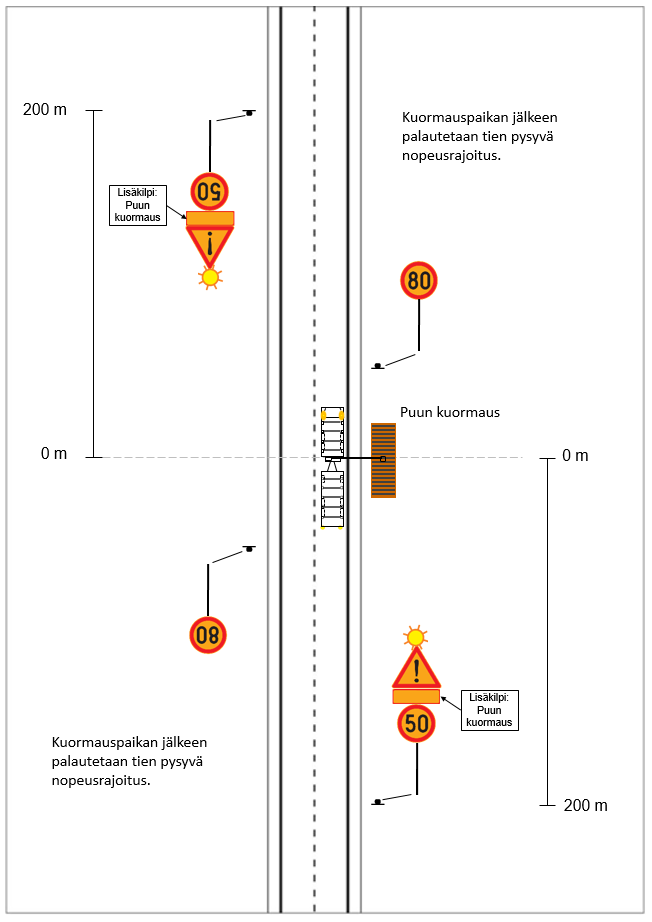 200 m
Kuormauspaikan jälkeen
palautetaan tien pysyvä
nopeusrajoitus.
50
Lisäkilpi:
Puun
kuormaus
!
80
Puun kuormaus
0 m
0 m
80
!
Lisäkilpi:
Puun
kuormaus
50
Kuormauspaikan jälkeen
palautetaan tien pysyvä
nopeusrajoitus.
200 m